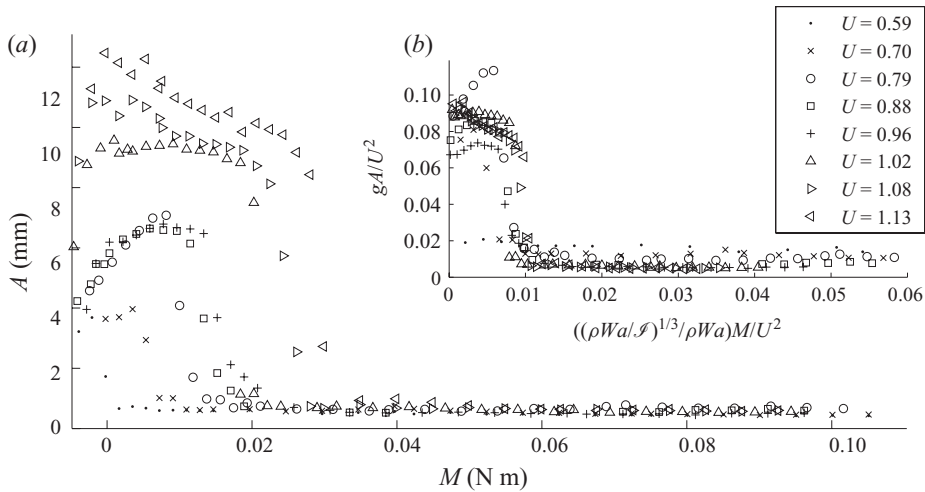 (a)
12
10
8
6
4
2
0
A (mm)
0
0.02
0.04
0.06
0.08
0.10
M (N m)
(b)
0.10
0.08
0.06
0.04
0.02
0
gA/U²
0
0.01
0.02
0.03
0.04
0.05
0.06
((ρWa/ℐ)^{1/3}/ρWa)M/U²
U = 0.59
U = 0.70
U = 0.79
U = 0.88
U = 0.96
U = 1.02
U = 1.08
U = 1.13